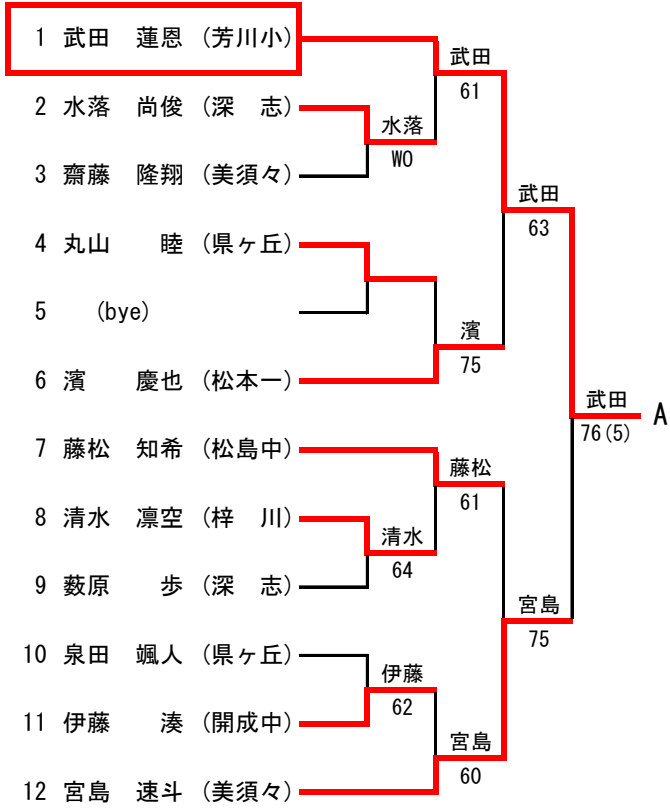 1 武田 蓮恩 (芳川小)
武田
61
2 水落 尚俊 (深 志)
水落
WO
3 齋藤 隆翔 (美須々)
武田
63
4 丸山 睦 (県ヶ丘)
5 (bye)
濱
75
6 濱 慶也 (松本一)
武田
76(5)
A
7 藤松 知希 (松島中)
藤松
61
8 清水 凛空 (梓 川)
清水
64
9 薮原 歩 (深 志)
宮島
75
10 泉田 颯人 (県ヶ丘)
伊藤
62
11 伊藤 湊 (開成中)
宮島
60
12 宮島 速斗 (美須々)